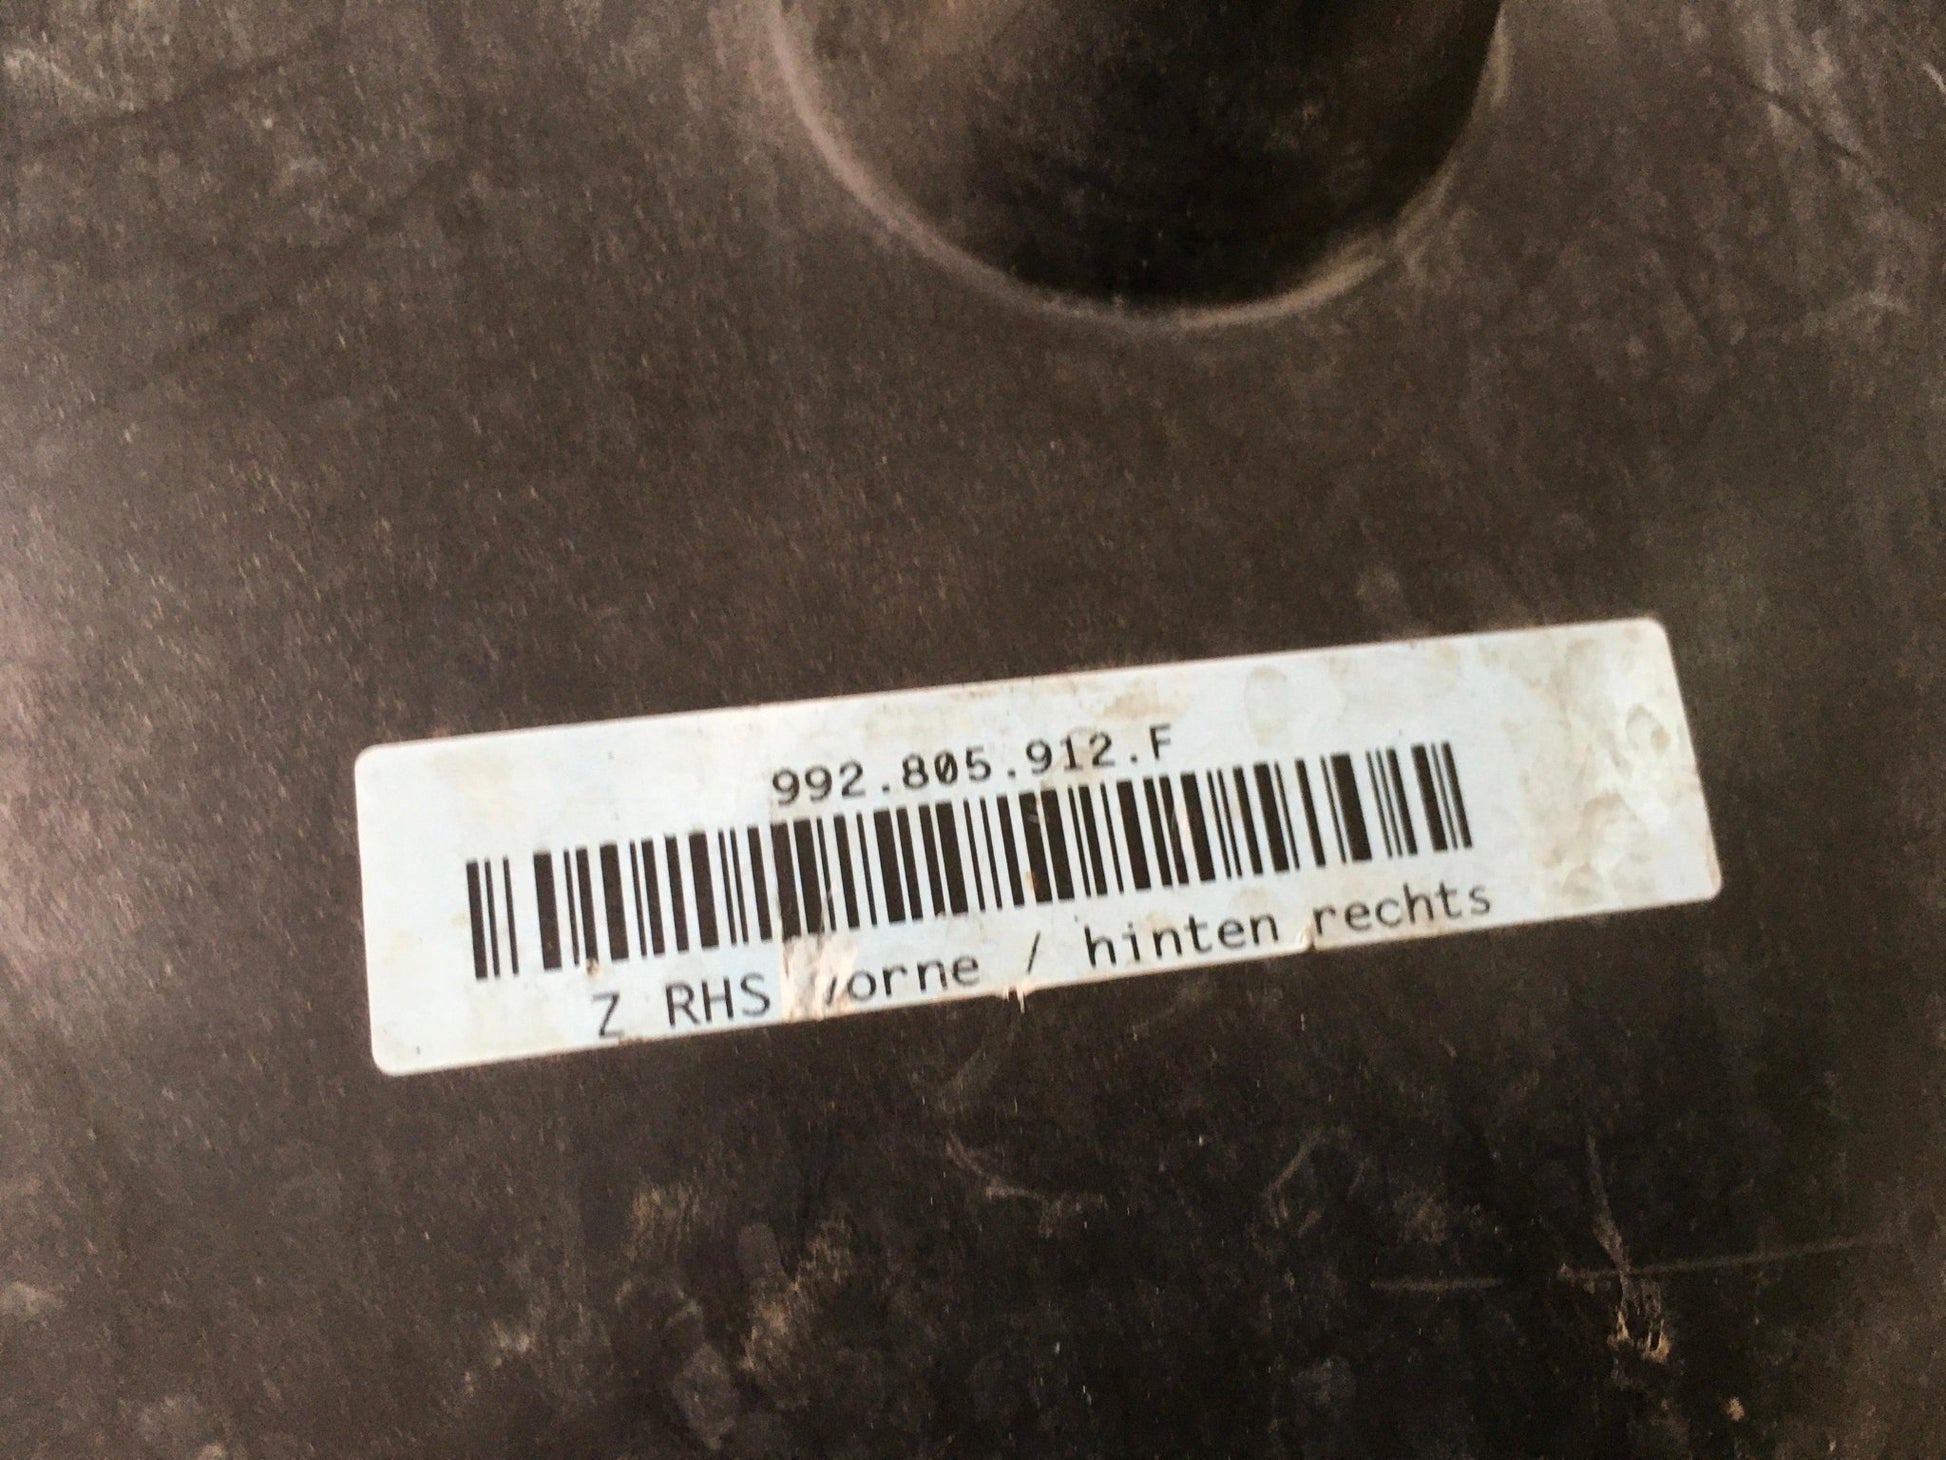 992.805.912.F
Z RHS vorne / hinten rechts